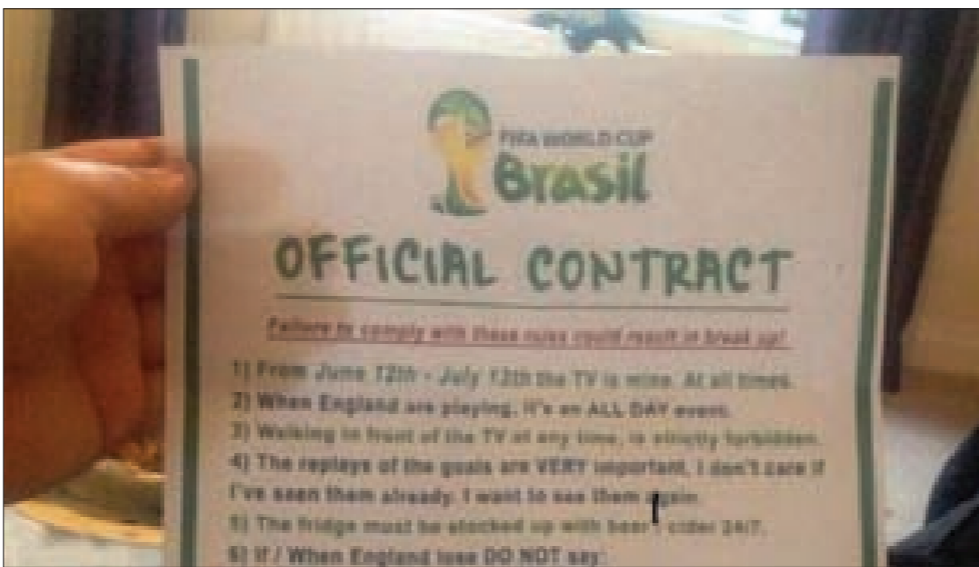 FIFA WORLD CUP
Brasil
OFFICIAL CONTRACT
Failure to comply with these rules could result in break up!
1) From June 12th - July 13th the TV is mine. At all times.
2) When England are playing, it's an ALL DAY event.
3) Walking in front of the TV at any time, is strictly forbidden.
4) The replays of the goals are VERY important. I don't care if
I've seen them already. I want to see them again.
5) The fridge must be stocked up with beer / cider 24/7.
6) If / When England lose DO NOT say: